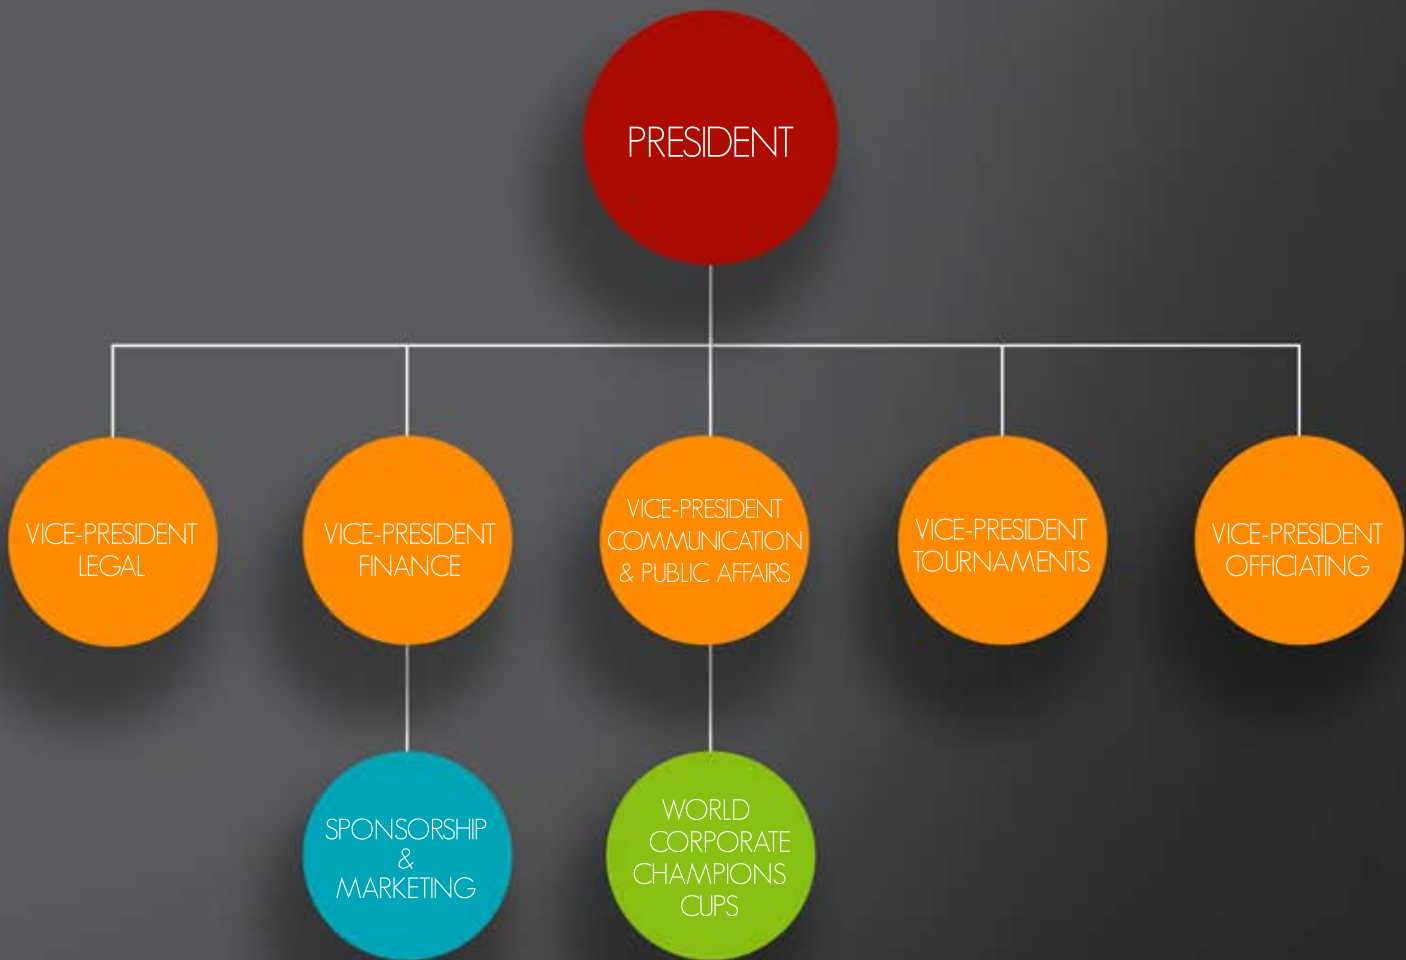 PRESIDENT
VICE-PRESIDENT
LEGAL
VICE-PRESIDENT
FINANCE
VICE-PRESIDENT
COMMUNICATION
& PUBLIC AFFAIRS
VICE-PRESIDENT
TOURNAMENTS
VICE-PRESIDENT
OFFICIATING
SPONSORSHIP
&
MARKETING
WORLD
CORPORATE
CHAMPIONS
CUPS